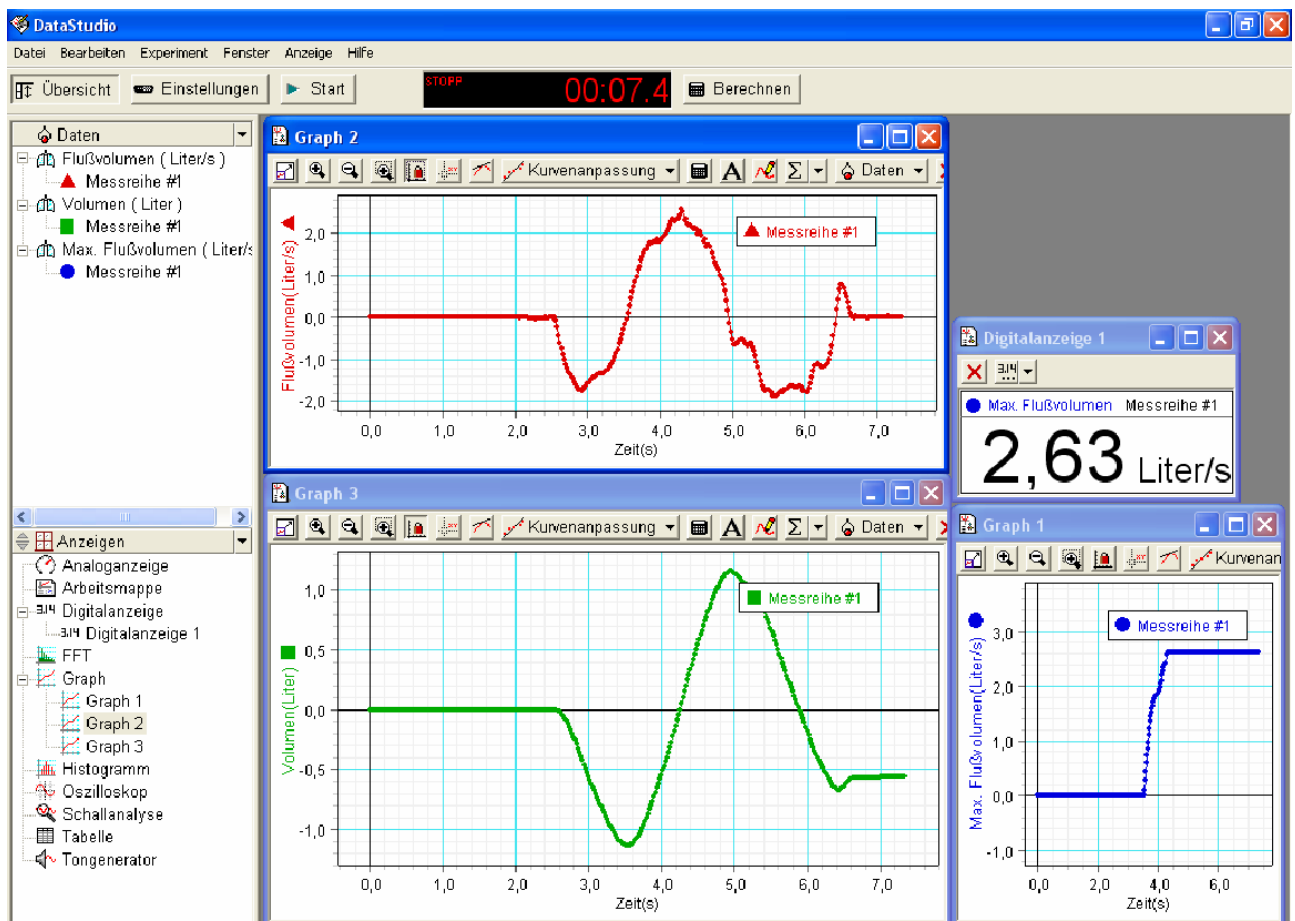 DataStudio
Datei Bearbeiten Experiment Fenster Anzeige Hilfe
Übersicht Einstellungen Start STOPP 00:07.4 Berechnen
Daten
Flußvolumen ( Liter/s )
Messreihe #1
Volumen ( Liter )
Messreihe #1
Max. Flußvolumen ( Liter/s
Messreihe #1
Anzeigen
Analoganzeige
Arbeitsmappe
3.14 Digitalanzeige
3.14 Digitalanzeige 1
FFT
Graph
Graph 1
Graph 2
Graph 3
Histogramm
Oszilloskop
Schallanalyse
Tabelle
Tongenerator
Graph 2
Kurvenanpassung A Σ Daten
Flußvolumen(Liter/s)
Messreihe #1
2,0
1,0
0,0
-1,0
-2,0
0,0 1,0 2,0 3,0 4,0 5,0 6,0 7,0
Zeit(s)
Graph 3
Kurvenanpassung A Σ Daten
Volumen(Liter)
Messreihe #1
1,0
0,5
0,0
-0,5
-1,0
0,0 1,0 2,0 3,0 4,0 5,0 6,0 7,0
Zeit(s)
Digitalanzeige 1
3.14
Max. Flußvolumen Messreihe #1
2,63 Liter/s
Graph 1
Kurvenan
Max. Flußvolumen(Liter/s)
Messreihe #1
3,0
2,0
1,0
0,0
-1,0
0,0 2,0 4,0 6,0
Zeit(s)